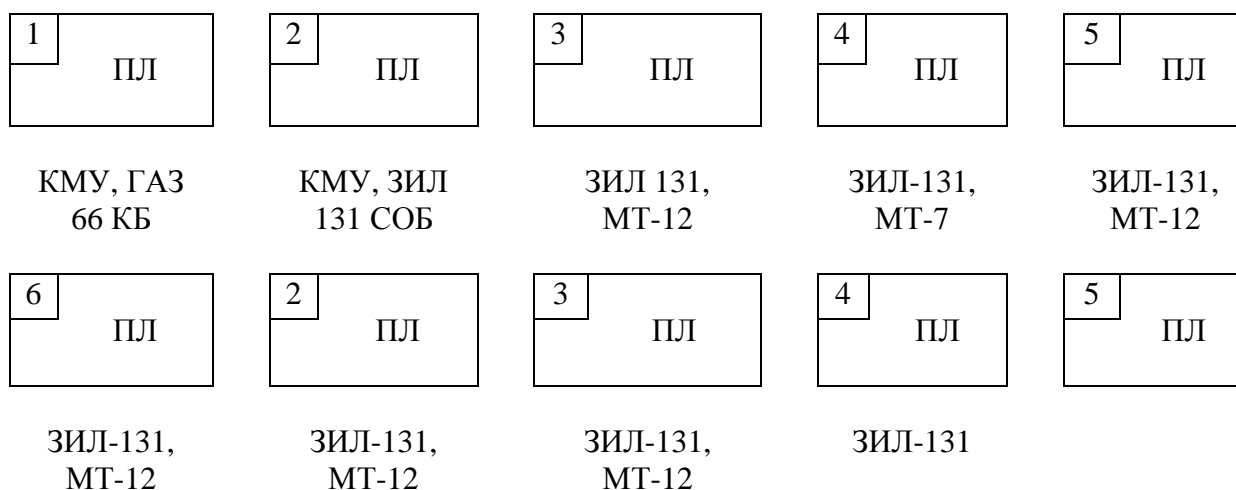 1 2 3 4 5
ПЛ ПЛ ПЛ ПЛ ПЛ
КМУ, ГАЗ КМУ, ЗИЛ ЗИЛ 131, ЗИЛ-131, ЗИЛ-131,
66 КБ 131 СОБ МТ-12 МТ-7 МТ-12
6 2 3 4 5
ПЛ ПЛ ПЛ ПЛ ПЛ
ЗИЛ-131, ЗИЛ-131, ЗИЛ-131, ЗИЛ-131
МТ-12 МТ-12 МТ-12